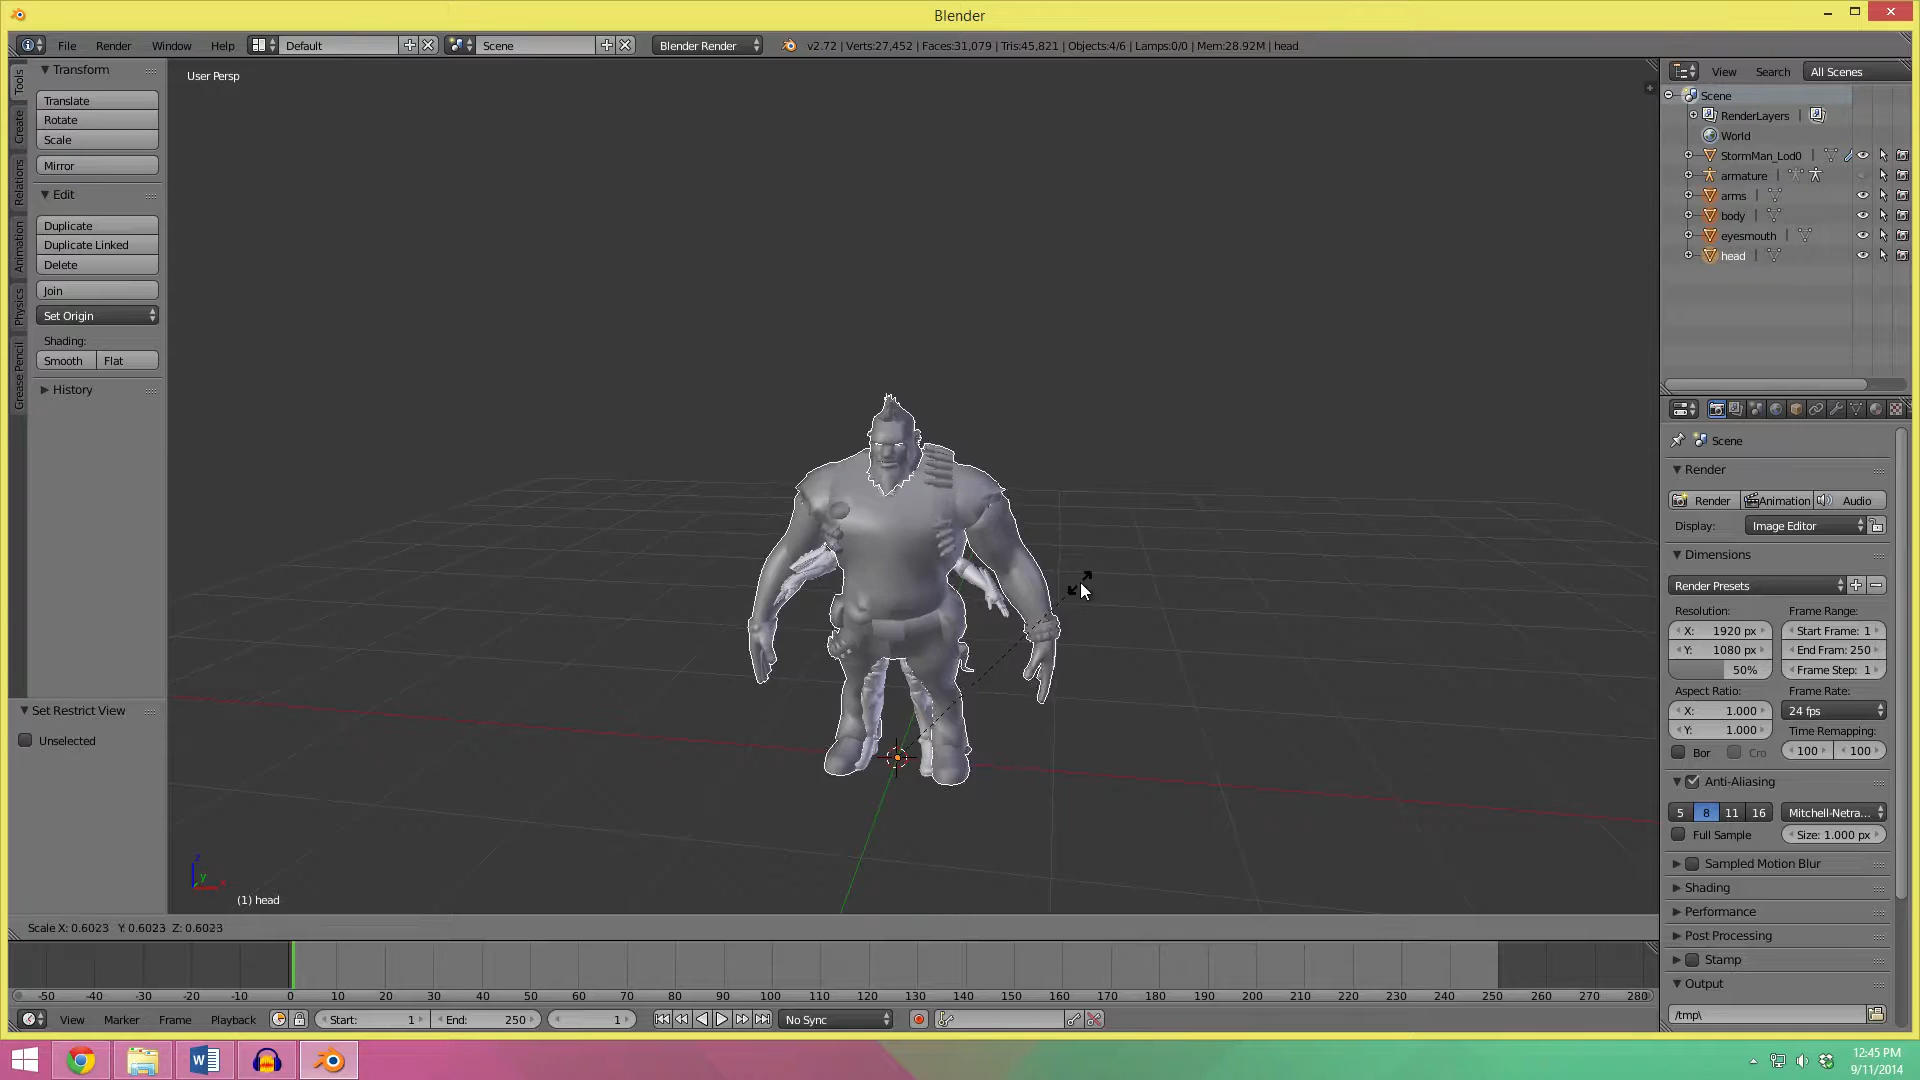 Blender
File Render Window Help Default Scene Blender Render v2.72 | Verts:27,452 | Faces:31,079 | Tris:45,821 | Objects:4/6 | Lamps:0/0 | Mem:28.92M | head
Transform
User Persp
View Search All Scenes
Tools
Create
Relations
Animation
Physics
Grease Pencil
Translate
Rotate
Scale
Mirror
Edit
Duplicate
Duplicate Linked
Delete
Join
Set Origin
Shading:
Smooth Flat
History
Set Restrict View
Unselected
Scene
RenderLayers |
World
StormMan_Lod0 |
armature |
arms |
body |
eyesmouth |
head |
Scene
Render
Render Animation Audio
Display: Image Editor
Dimensions
Render Presets
Resolution: Frame Range:
X: 1920 px Start Frame: 1
Y: 1080 px End Fram: 250
50% Frame Step: 1
Aspect Ratio: Frame Rate:
X: 1.000 24 fps
Y: 1.000 Time Remapping:
Bor Cro 100 100
Anti-Aliasing
5 8 11 16 Mitchell-Netra...
Full Sample Size: 1.000 px
Sampled Motion Blur
Shading
Performance
Post Processing
Stamp
Output
/tmp\
z
y
x
(1) head
Scale X: 0.6023 Y: 0.6023 Z: 0.6023
-50 -40 -30 -20 -10 0 10 20 30 40 50 60 70 80 90 100 110 120 130 140 150 160 170 180 190 200 210 220 230 240 250 260 270 280
View Marker Frame Playback Start: 1 End: 250 1 No Sync
12:45 PM
9/11/2014